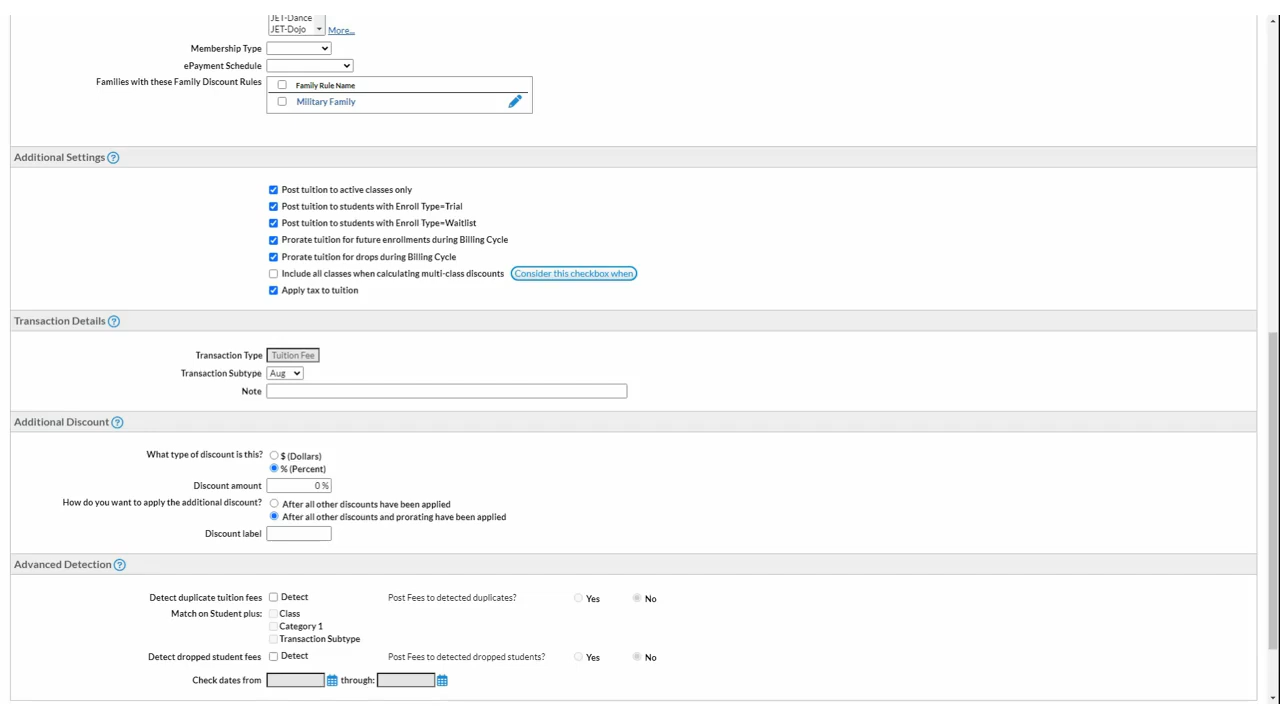 JET-Dance
JET-Dojo More...
Membership Type
ePayment Schedule
Families with these Family Discount Rules
Family Rule Name
Military Family
Additional Settings ?
Post tuition to active classes only
Post tuition to students with Enroll Type=Trial
Post tuition to students with Enroll Type=Waitlist
Prorate tuition for future enrollments during Billing Cycle
Prorate tuition for drops during Billing Cycle
Include all classes when calculating multi-class discounts Consider this checkbox when
Apply tax to tuition
Transaction Details ?
Transaction Type Tuition Fee
Transaction Subtype Aug
Note
Additional Discount ?
What type of discount is this? $ (Dollars)
% (Percent)
Discount amount 0 %
How do you want to apply the additional discount? After all other discounts have been applied
After all other discounts and prorating have been applied
Discount label
Advanced Detection ?
Detect duplicate tuition fees Detect Post Fees to detected duplicates? Yes No
Match on Student plus: Class
Category 1
Transaction Subtype
Detect dropped student fees Detect Post Fees to detected dropped students? Yes No
Check dates from through: